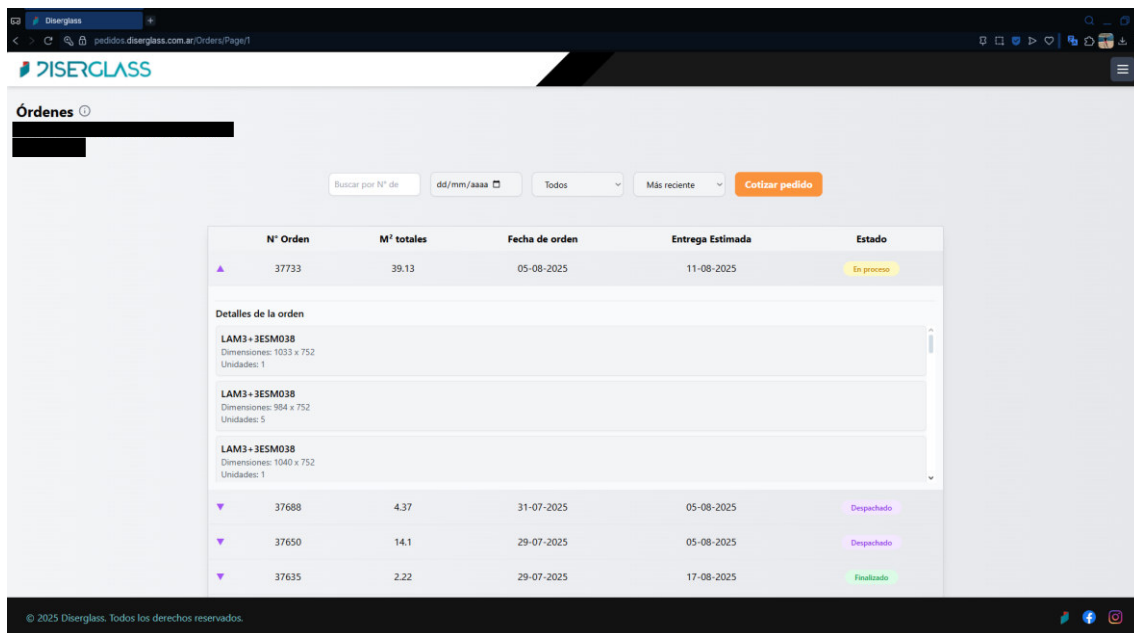 Diserglass
pedidos.diserglass.com.ar/Orders/Page/1
DISERGLASS
Órdenes
Buscar por N° de
dd/mm/aaaa
Todos
Más reciente
Cotizar pedido
N° Orden M² totales Fecha de orden Entrega Estimada Estado
37733 39.13 05-08-2025 11-08-2025 En proceso
Detalles de la orden
LAM3+3ESM038
Dimensiones: 1033 x 752
Unidades: 1
LAM3+3ESM038
Dimensiones: 984 x 752
Unidades: 5
LAM3+3ESM038
Dimensiones: 1040 x 752
Unidades: 1
37688 4.37 31-07-2025 05-08-2025 Despachado
37650 14.1 29-07-2025 05-08-2025 Despachado
37635 2.22 29-07-2025 17-08-2025 Finalizado
© 2025 Diserglass. Todos los derechos reservados.